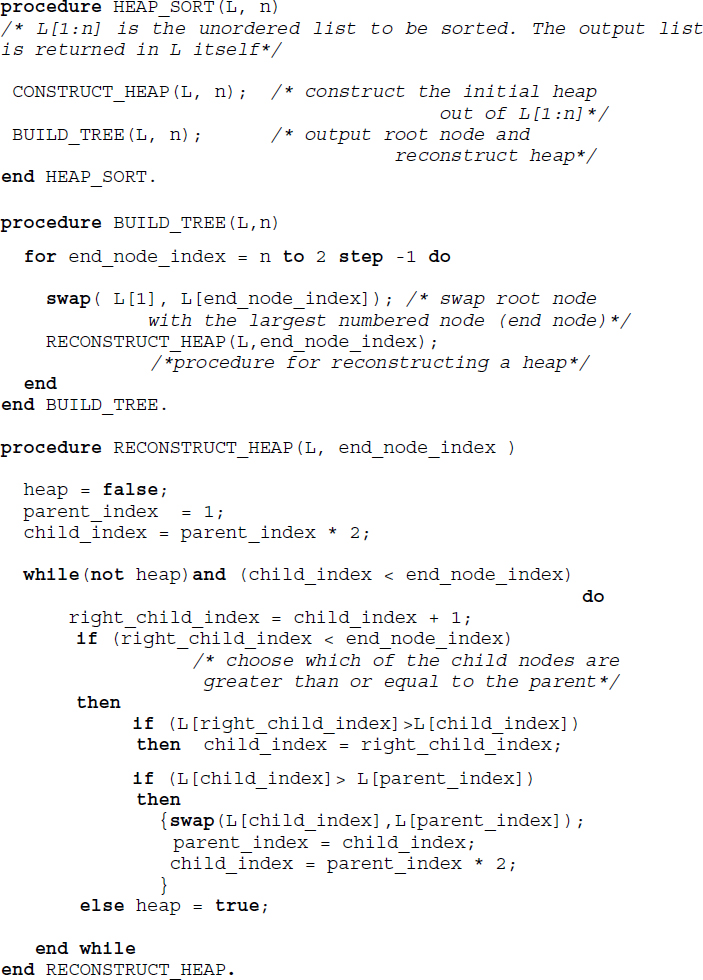 procedure HEAP_SORT(L, n)
/* L[1:n] is the unordered list to be sorted. The output list
is returned in L itself*/
CONSTRUCT_HEAP(L, n); /* construct the initial heap
out of L[1:n]*/
BUILD_TREE(L, n); /* output root node and
reconstruct heap*/
end HEAP_SORT.
procedure BUILD_TREE(L,n)
for end_node_index = n to 2 step -1 do
swap( L[1], L[end_node_index]); /* swap root node
with the largest numbered node (end node)*/
RECONSTRUCT_HEAP(L,end_node_index);
/*procedure for reconstructing a heap*/
end
end BUILD_TREE.
procedure RECONSTRUCT_HEAP(L, end_node_index )
heap = false;
parent_index = 1;
child_index = parent_index * 2;
while(not heap)and (child_index < end_node_index)
do
right_child_index = child_index + 1;
if (right_child_index < end_node_index)
/* choose which of the child nodes are
greater than or equal to the parent*/
then
if (L[right_child_index]>L[child_index])
then child_index = right_child_index;
if (L[child_index]> L[parent_index])
then
{swap(L[child_index],L[parent_index]);
parent_index = child_index;
child_index = parent_index * 2;
}
else heap = true;
end while
end RECONSTRUCT_HEAP.